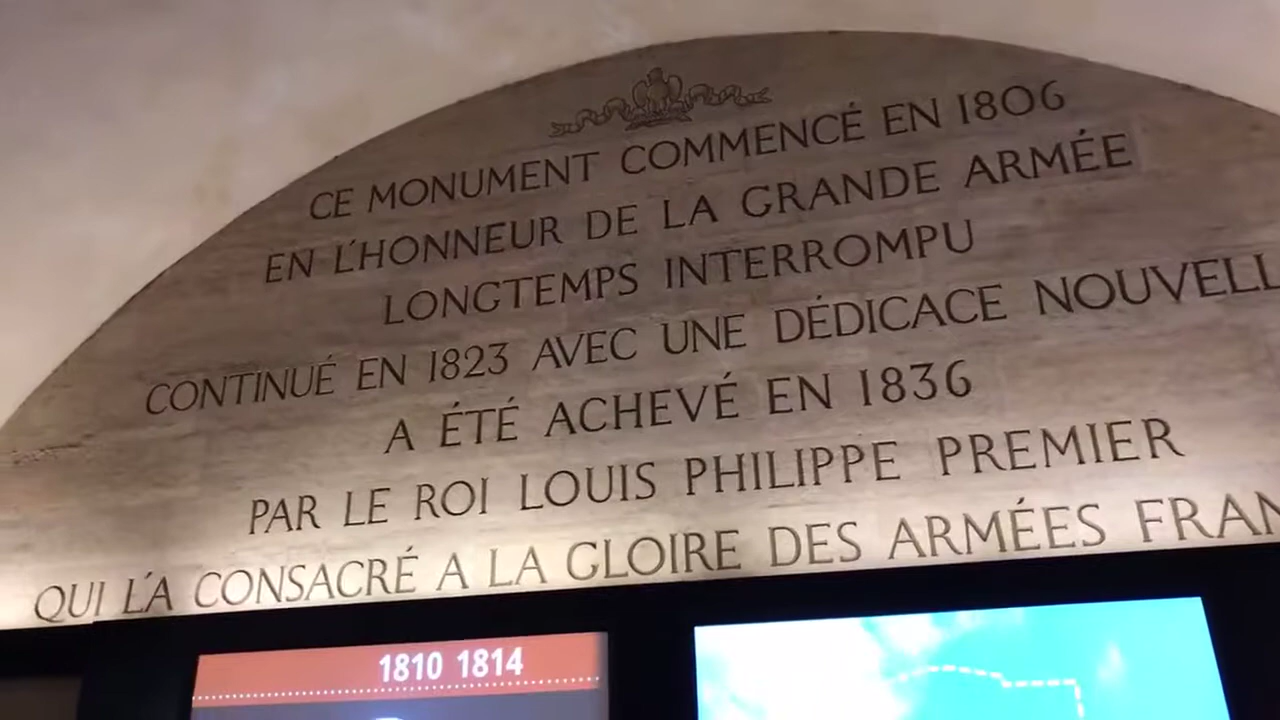 CE MONUMENT COMMENCÉ EN 1806
EN L'HONNEUR DE LA GRANDE ARMÉE
LONGTEMPS INTERROMPU
CONTINUÉ EN 1823 AVEC UNE DÉDICACE NOUVELL
A ÉTÉ ACHEVÉ EN 1836
PAR LE ROI LOUIS PHILIPPE PREMIER
QUI L'A CONSACRÉ A LA GLOIRE DES ARMÉES FRAN
1810 1814